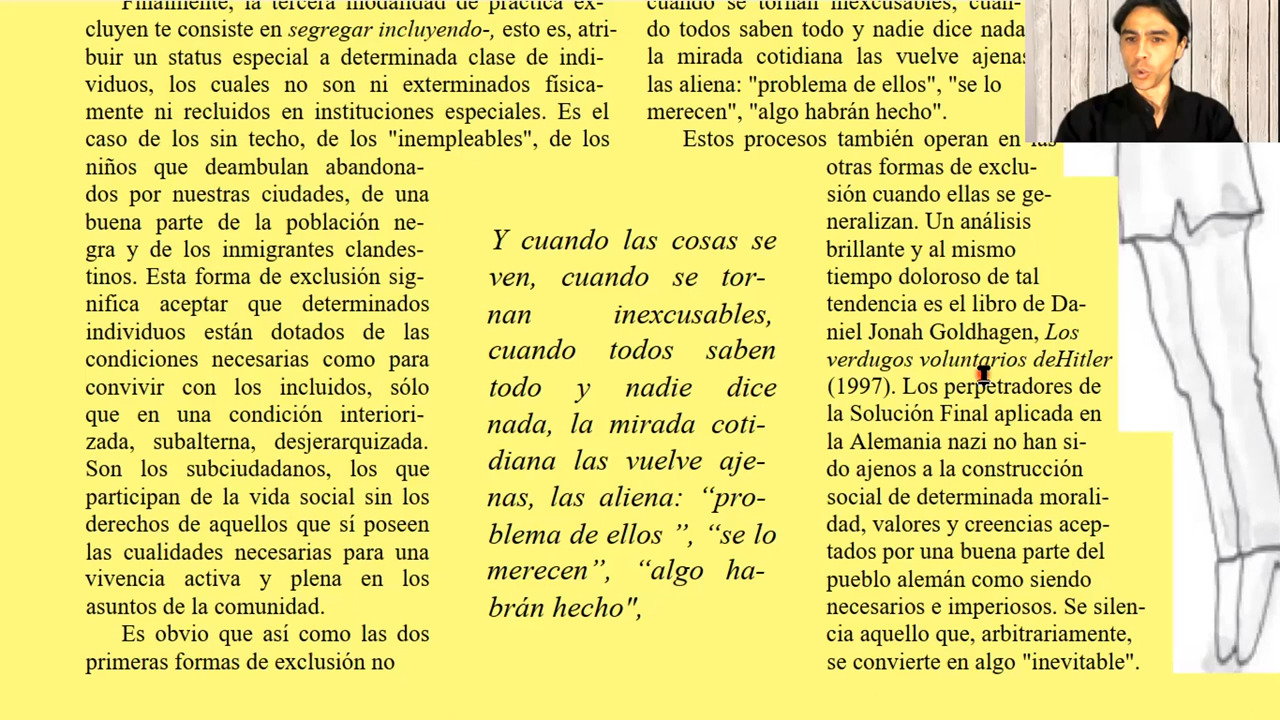 Finalmente, la tercera modalidad de práctica ex-
cluyen te consiste en segregar incluyendo-, esto es, atri-
buir un status especial a determinada clase de indi-
viduos, los cuales no son ni exterminados física-
mente ni recluidos en instituciones especiales. Es el
caso de los sin techo, de los "inempleables", de los
niños que deambulan abandona-
dos por nuestras ciudades, de una
buena parte de la población ne-
gra y de los inmigrantes clandes-
tinos. Esta forma de exclusión sig-
nifica aceptar que determinados
individuos están dotados de las
condiciones necesarias como para
convivir con los incluidos, sólo
que en una condición interiori-
zada, subalterna, desjerarquizada.
Son los subciudadanos, los que
participan de la vida social sin los
derechos de aquellos que sí poseen
las cualidades necesarias para una
vivencia activa y plena en los
asuntos de la comunidad.
Es obvio que así como las dos
primeras formas de exclusión no
Y cuando las cosas se
ven, cuando se tor-
nan inexcusables,
cuando todos saben
todo y nadie dice
nada, la mirada coti-
diana las vuelve aje-
nas, las aliena: “pro-
blema de ellos ”, “se lo
merecen”, “algo ha-
brán hecho",
cuando se tornan inexcusables, cuan-
do todos saben todo y nadie dice nada
la mirada cotidiana las vuelve ajenas
las aliena: "problema de ellos", "se lo
merecen", "algo habrán hecho".
Estos procesos también operan en las
otras formas de exclu-
sión cuando ellas se ge-
neralizan. Un análisis
brillante y al mismo
tiempo doloroso de tal
tendencia es el libro de Da-
niel Jonah Goldhagen, Los
verdugos voluntarios deHitler
(1997). Los perpetradores de
la Solución Final aplicada en
la Alemania nazi no han si-
do ajenos a la construcción
social de determinada morali-
dad, valores y creencias acep-
tados por una buena parte del
pueblo alemán como siendo
necesarios e imperiosos. Se silen-
cia aquello que, arbitrariamente,
se convierte en algo "inevitable".